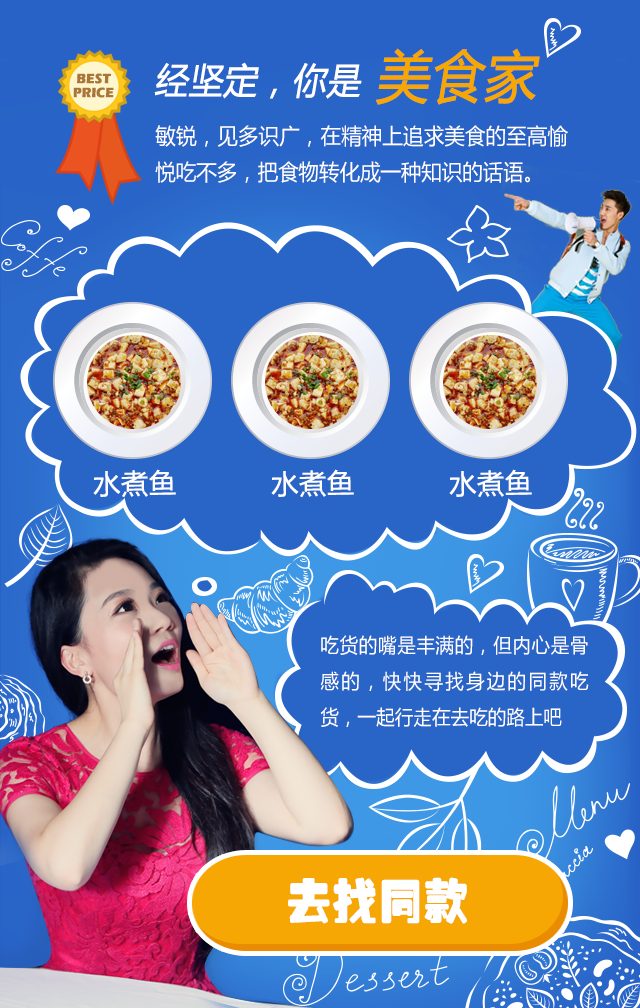 BEST
PRICE
经坚定，你是 美食家
敏锐，见多识广，在精神上追求美食的至高愉
悦吃不多，把食物转化成一种知识的话语。
Coffe
水煮鱼 水煮鱼 水煮鱼
吃货的嘴是丰满的，但内心是骨
感的，快快寻找身边的同款吃
货，一起行走在去吃的路上吧
Menu
去找同款
Dessert